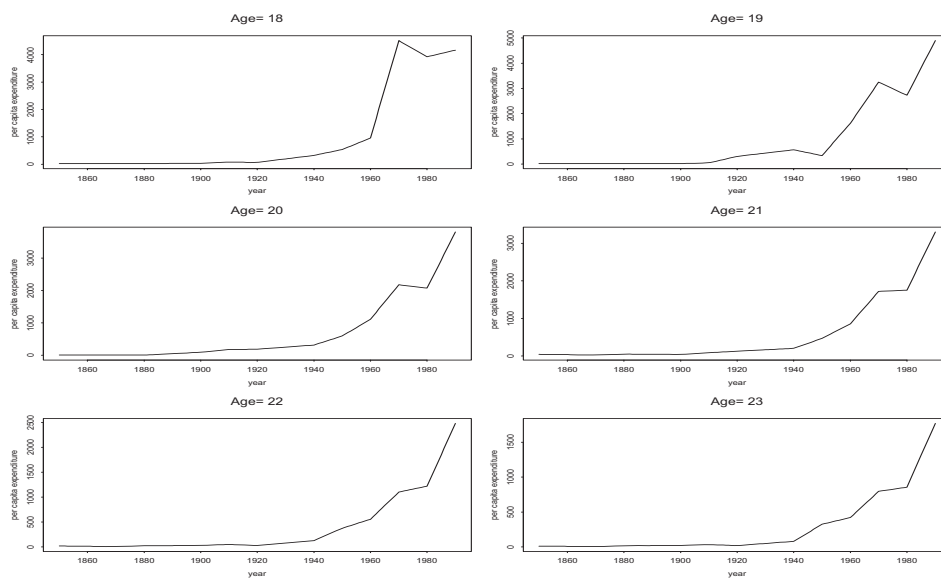 Age= 18
per capita expenditure
0 1000 2000 3000 4000
1860 1880 1900 1920 1940 1960 1980
year
Age= 19
per capita expenditure
0 1000 2000 3000 4000 5000
1860 1880 1900 1920 1940 1960 1980
year
Age= 20
per capita expenditure
0 1000 2000 3000
1860 1880 1900 1920 1940 1960 1980
year
Age= 21
per capita expenditure
0 1000 2000 3000
1860 1880 1900 1920 1940 1960 1980
year
Age= 22
per capita expenditure
0 500 1000 1500 2000 2500
1860 1880 1900 1920 1940 1960 1980
year
Age= 23
per capita expenditure
0 500 1000 1500
1860 1880 1900 1920 1940 1960 1980
year